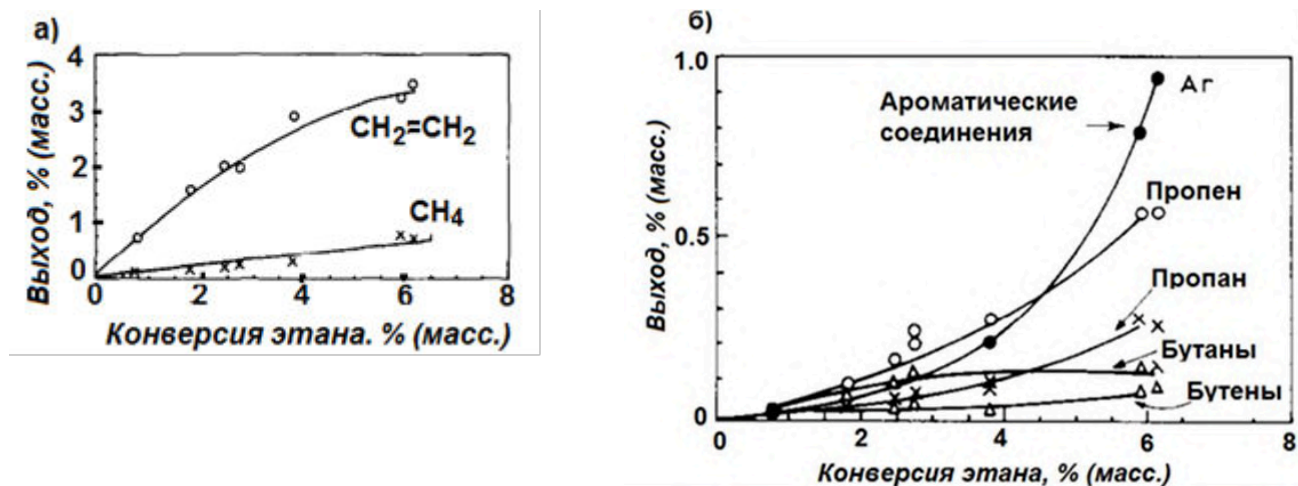 а)
Выход, % (масс.)
4
3
2
1
0
CH₂=CH₂
CH₄
0 2 4 6 8
Конверсия этана. % (масс.)
б)
Выход, % (масс.)
1.0
0.5
0
Ароматические
соединения
Аг
Пропен
Пропан
Бутаны
Бутены
0 2 4 6 8
Конверсия этана, % (масс.)